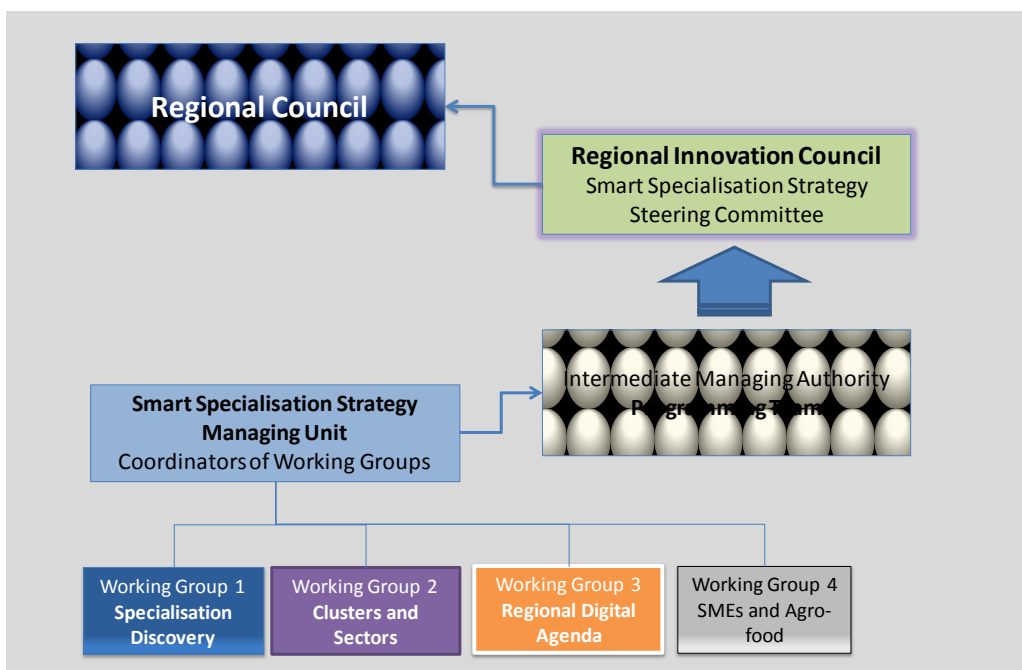 Regional Council
Regional Innovation Council
Smart Specialisation Strategy
Steering Committee
Intermediate Managing Authority
Programming Team
Smart Specialisation Strategy
Managing Unit
Coordinators of Working Groups
Working Group 1
Specialisation
Discovery
Working Group 2
Clusters and
Sectors
Working Group 3
Regional Digital
Agenda
Working Group 4
SMEs and Agro-
food